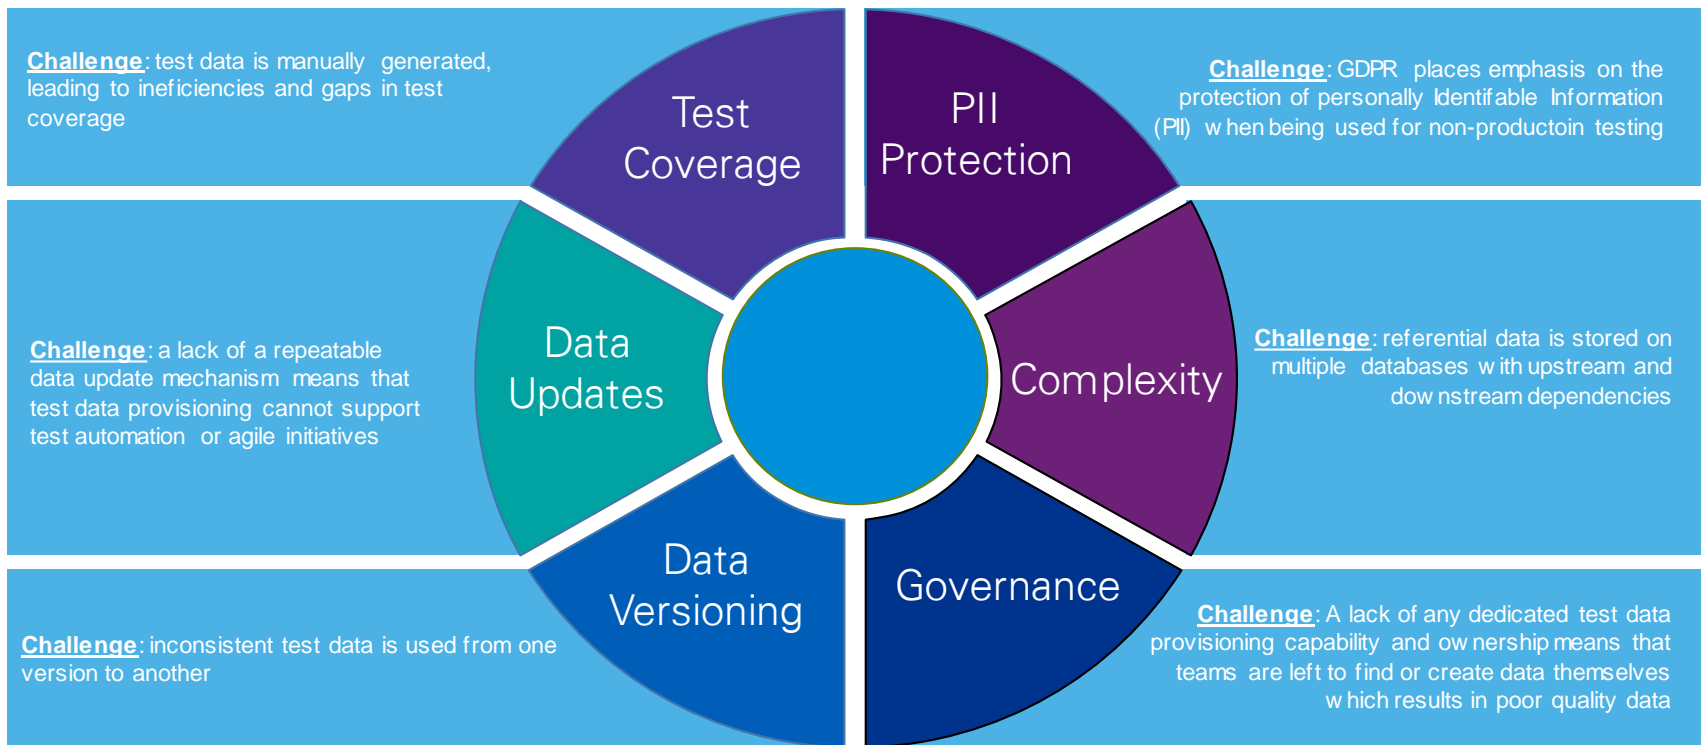 Challenge: test data is manually generated,
leading to ineficiencies and gaps in test
coverage
Test
Coverage
PII
Protection
Challenge: GDPR places emphasis on the
protection of personally Identifable Information
(PII) when being used for non-productoin testing
Challenge: a lack of a repeatable
data update mechanism means that
test data provisioning cannot support
test automation or agile initiatives
Data
Updates
Complexity
Challenge: referential data is stored on
multiple databases with upstream and
downstream dependencies
Challenge: inconsistent test data is used from one
version to another
Data
Versioning
Governance
Challenge: A lack of any dedicated test data
provisioning capability and ownership means that
teams are left to find or create data themselves
which results in poor quality data